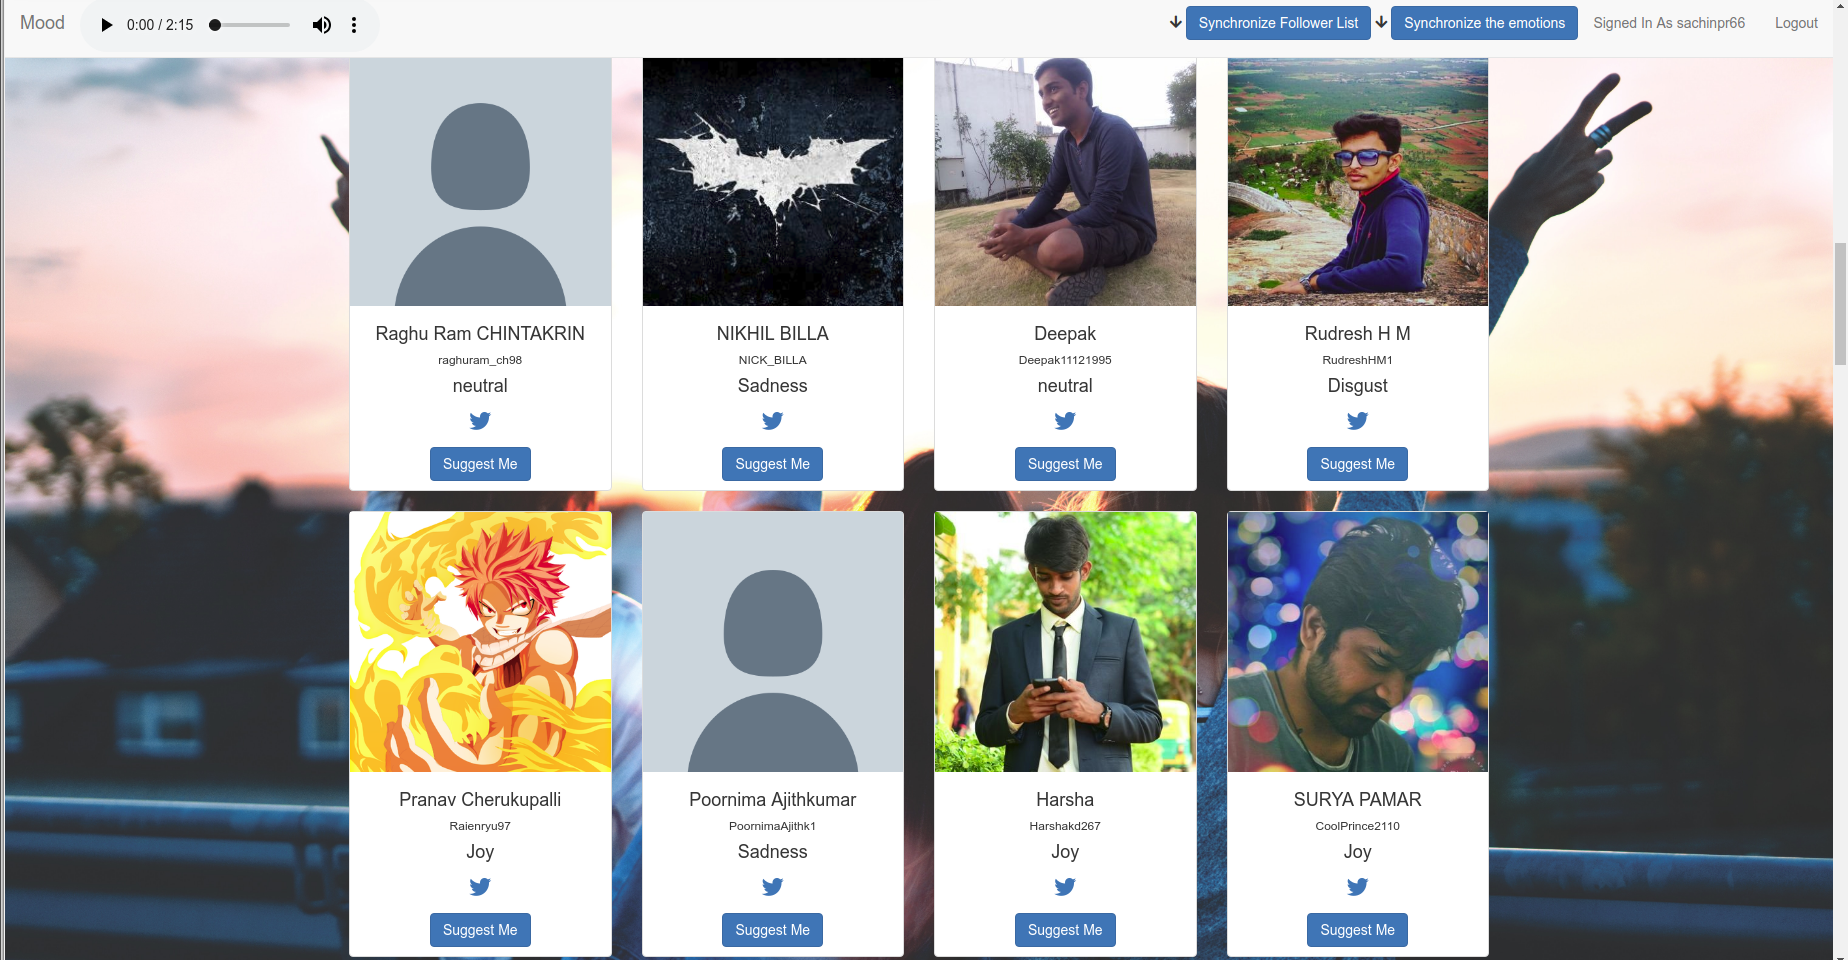 Mood
0:00 / 2:15
Synchronize Follower List
Synchronize the emotions
Signed In As sachinpr66
Logout
Raghu Ram CHINTAKRIN
raghuram_ch98
neutral
Suggest Me
NIKHIL BILLA
NICK_BILLA
Sadness
Suggest Me
Deepak
Deepak11121995
neutral
Suggest Me
Rudresh H M
RudreshHM1
Disgust
Suggest Me
Pranav Cherukupalli
Raienryu97
Joy
Suggest Me
Poornima Ajithkumar
PoornimaAjithk1
Sadness
Suggest Me
Harsha
Harshakd267
Joy
Suggest Me
SURYA PAMAR
CoolPrince2110
Joy
Suggest Me